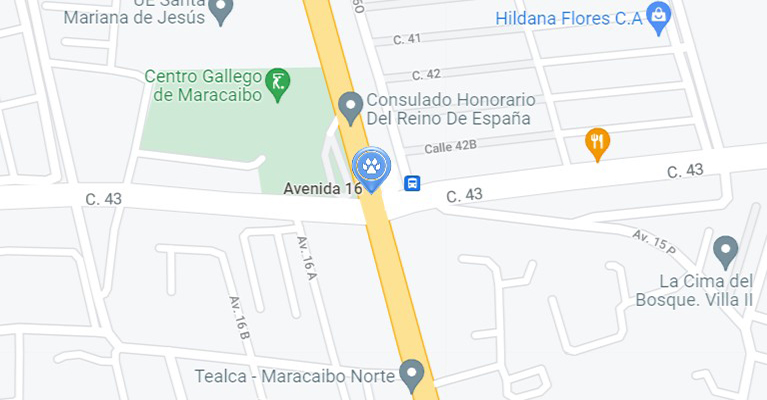 UE Santa
Mariana de Jesús
60
Hildana Flores C.A
C. 41
C. 42
Centro Gallego
de Maracaibo
Consulado Honorario
Del Reino De España
Calle 42B
Avenida 16
C. 43
C. 43
C. 43
Av. 15 P
Av. 16 A
La Cima del
Bosque. Villa II
Av. 16 B
Tealca - Maracaibo Norte